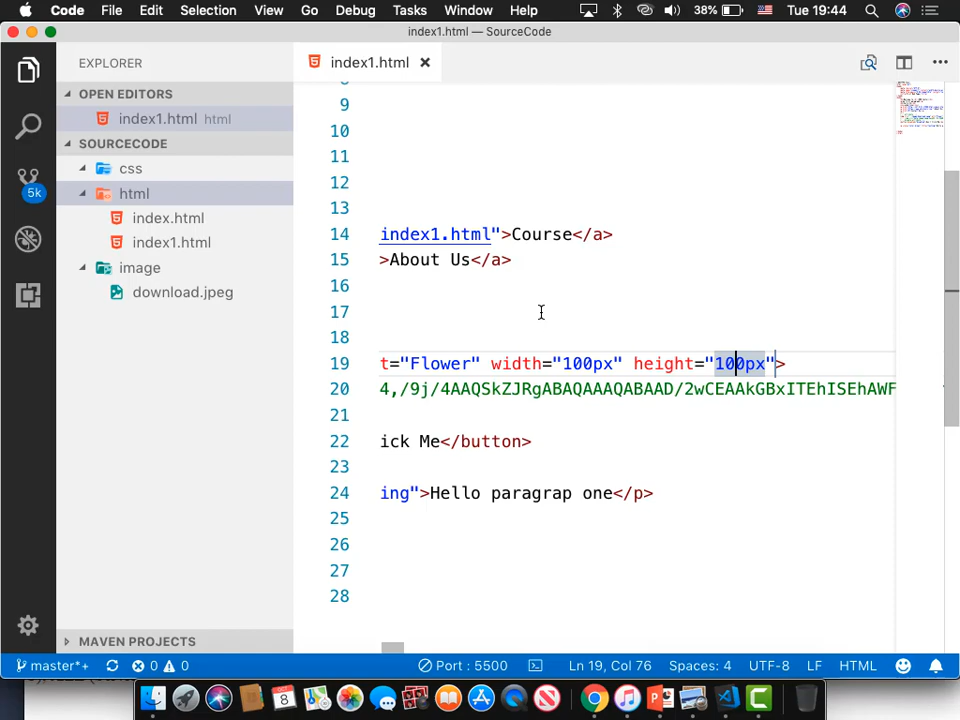 Code File Edit Selection View Go Debug Tasks Window Help 38% Tue 19:44
index1.html — SourceCode
EXPLORER
index1.html
OPEN EDITORS
index1.html html
SOURCECODE
css
html
index.html
index1.html
image
download.jpeg
5k
9
10
11
12
13
14 index1.html">Course</a>
15 >About Us</a>
16
17
18
19 t="Flower" width="100px" height="100px">
20 4,/9j/4AAQSkZJRgABAQAAAQABAAD/2wCEAAkGBxITEhISEhAWF
21
22 ick Me</button>
23
24 ing">Hello paragrap one</p>
25
26
27
28
MAVEN PROJECTS
master*+ 0 0 Port : 5500 Ln 19, Col 76 Spaces: 4 UTF-8 LF HTML
8